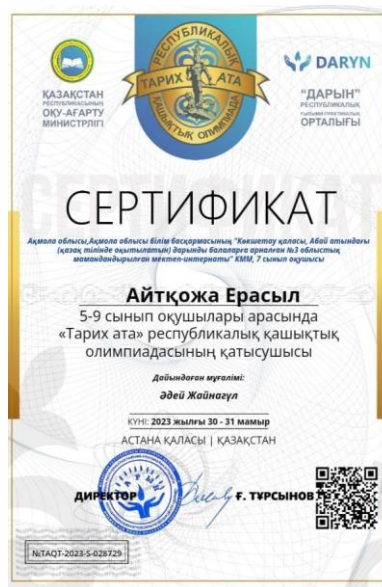 РЕСПУБЛИКАЛЫҚ
ТАРИХ АТА
ҚАШЫҚТЫҚ ОЛИМПИАДА
ҚАЗАҚСТАН
РЕСПУБЛИКАСЫНЫҢ
ОҚУ-АҒАРТУ
МИНИСТРЛІГІ
DARYN
"ДАРЫН"
РЕСПУБЛИКАЛЫҚ
ҒЫЛЫМИ-ПРАКТИКАЛЫҚ
ОРТАЛЫҒЫ
СЕРТИФИКАТ
Ақмола облысы,Ақмола облысы білім басқармасының "Көкшетау қаласы, Абай атындағы
(қазақ тілінде оқытылатын) дарынды балаларға арналған №3 облыстық
мамандандырылған мектеп-интернаты" КММ, 7 сынып оқушысы
Айтқожа Ерасыл
5-9 сынып оқушылары арасында
«Тарих ата» республикалық қашықтық
олимпиадасының қатысушысы
Дайындаған мұғалімі:
Әдей Жайнагүл
КҮНІ: 2023 жылғы 30 - 31 мамыр
АСТАНА ҚАЛАСЫ | ҚАЗАҚСТАН
ДИРЕКТОР
Ғ. ТҰРСЫНОВ
№TAQT-2023-S-028729